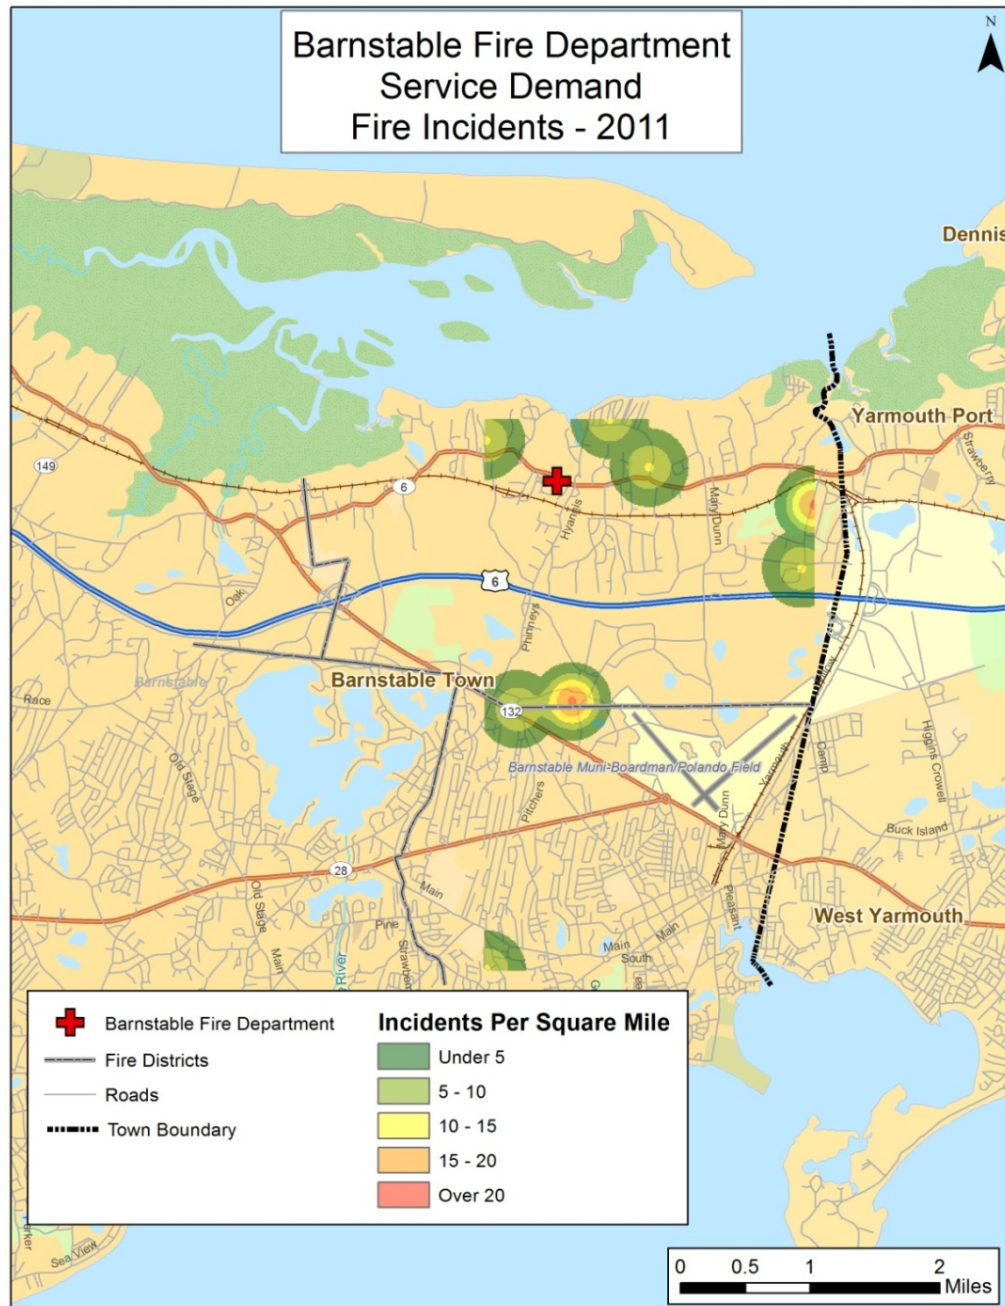 Barnstable Fire Department
Service Demand
Fire Incidents - 2011
N
Dennis
Yarmouth Port
Strawberry
149
6
Hyannis
Mary Dunn
Oak
6
Phinneys
Barnstable
Barnstable Town
Race
132
Willow
Old Stage
Barnstable Muni-Boardman/Polando Field
Yarmouth
Camp
Higgins Crowell
Pitchers
Mary Dunn
Buck Island
28
Main
Pleasant
Old Stage
Pine
West Yarmouth
Main
Strawberr
Main
Main
South
River
Barnstable Fire Department
Fire Districts
Roads
Town Boundary
Incidents Per Square Mile
Under 5
5 - 10
10 - 15
15 - 20
Over 20
Sea View
0 0.5 1 2
Miles